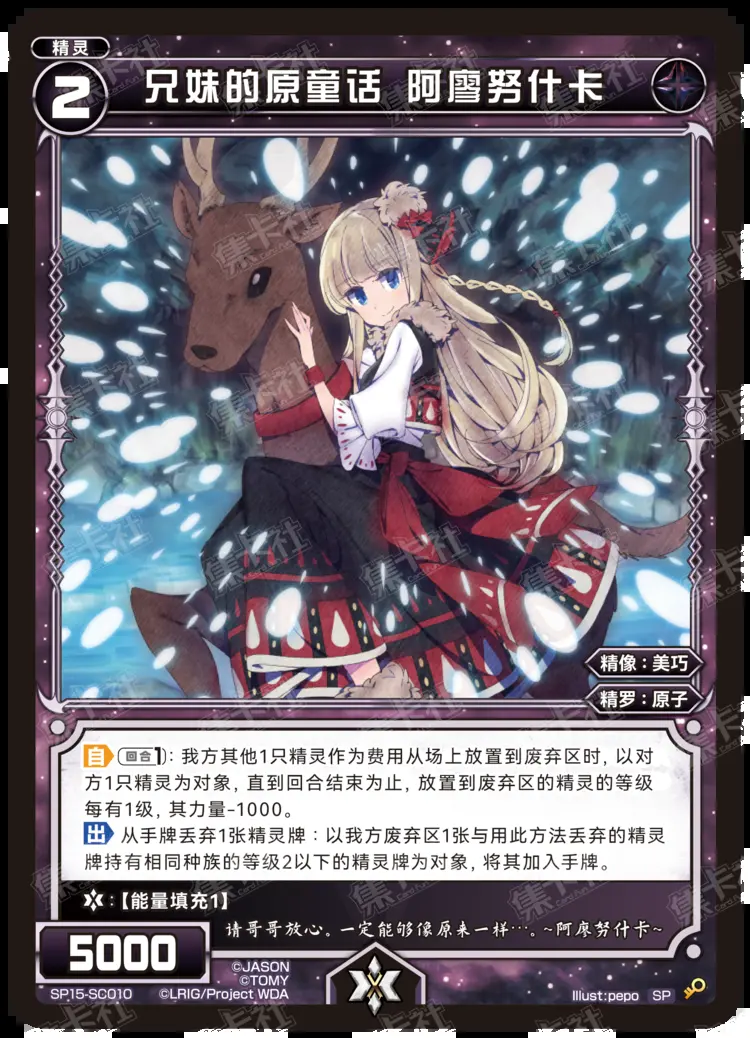 精灵
2
兄妹的原童话 阿廖努什卡
精像：美巧
精罗：原子
自 回合1：我方其他1只精灵作为费用从场上放置到废弃区时，以对
方1只精灵为对象，直到回合结束为止，放置到废弃区的精灵的等级
每有1级，其力量-1000。
出 从手牌丢弃1张精灵牌：以我方废弃区1张与用此方法丢弃的精灵
牌持有相同种族的等级2以下的精灵牌为对象，将其加入手牌。
：【能量填充1】
请哥哥放心。一定能够像原来一样…。~阿廖努什卡~
5000
©JASON
©TOMY
SP15-SC010 ©LRIG/Project WDA
Illust:pepo SP
集卡社